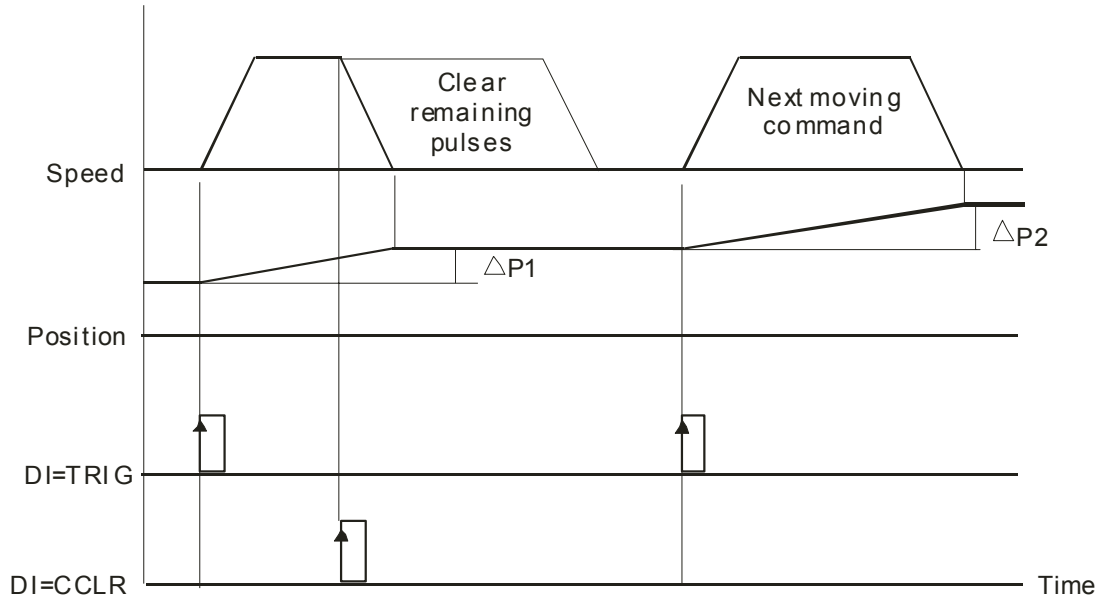 Clear
remaining
pulses
Next moving
command
Speed
△P2
△P1
Position
DI=TRIG
DI=CCLR
Time